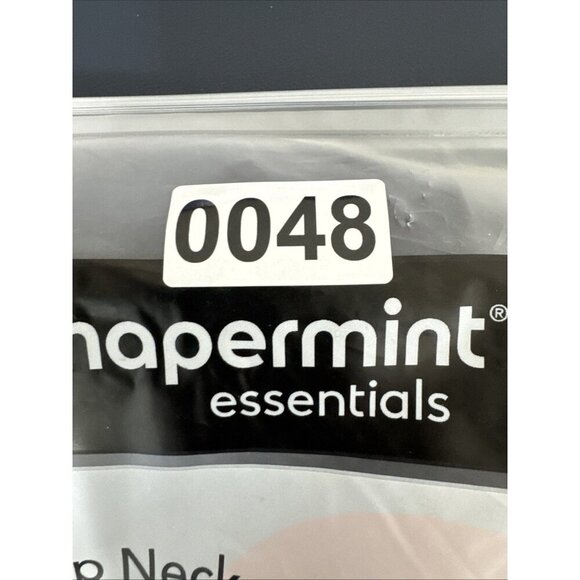 0048
hapermint®
essentials
p Neck